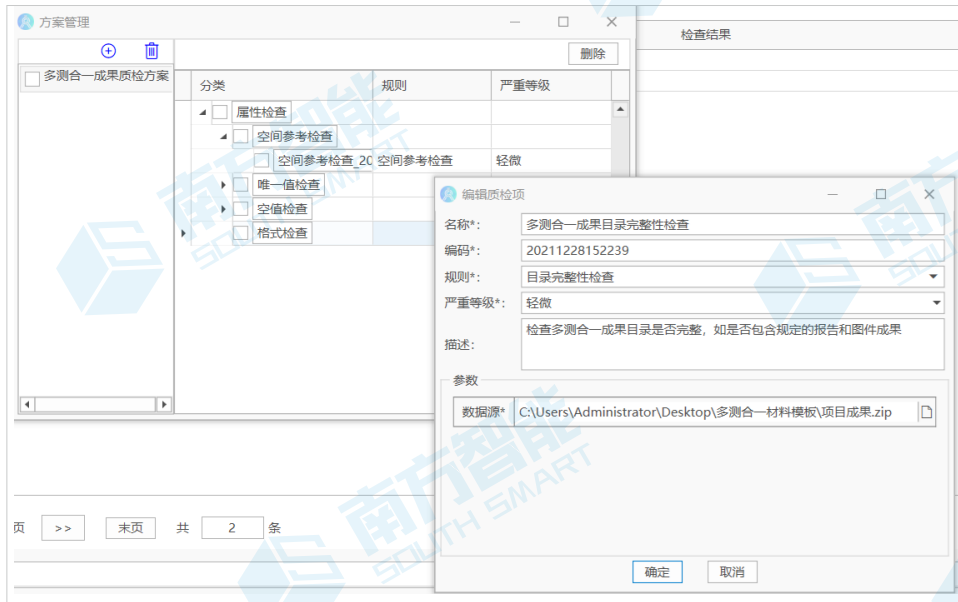 方案管理
检查结果
删除
多测合一成果质检方案
分类 规则 严重等级
属性检查
空间参考检查
空间参考检查_20 空间参考检查 轻微
唯一值检查
空值检查
格式检查
编辑质检项
名称*: 多测合一成果目录完整性检查
编码*: 20211228152239
规则*: 目录完整性检查
严重等级*: 轻微
描述: 检查多测合一成果目录是否完整，如是否包含规定的报告和图件成果
参数
数据源* C:\Users\Administrator\Desktop\多测合一材料模板\项目成果.zip
页 >> 末页 共 2 条
确定 取消
南方智能
SOUTH SMART
南方智能
SOUTH SMART